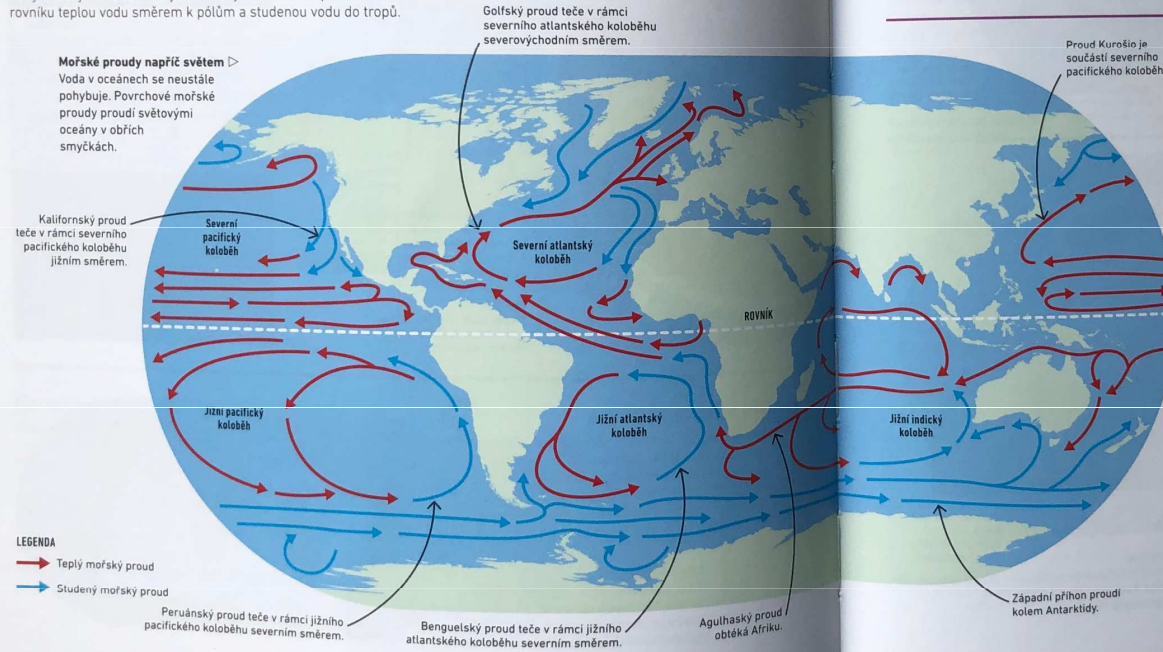 rovníku teplou vodu směrem k pólům a studenou vodu do tropů.
Golfský proud teče v rámci
severního atlantského koloběhu
severovýchodním směrem.
Mořské proudy napříč světem ▷
Voda v oceánech se neustále
pohybuje. Povrchové mořské
proudy proudí světovými
oceány v obřích
smyčkách.
Proud Kurošio je
součástí severního
pacifického koloběh
Kalifornský proud
teče v rámci severního
pacifického koloběhu
jižním směrem.
Severní
pacifický
koloběh
Severní atlantský
koloběh
ROVNÍK
Jižní pacifický
koloběh
Jižní atlantský
koloběh
Jižní indický
koloběh
LEGENDA
Teplý mořský proud
Studený mořský proud
Peruánský proud teče v rámci jižního
pacifického koloběhu severním směrem.
Benguelský proud teče v rámci jižního
atlantského koloběhu severním směrem.
Agulhaský proud
obtéká Afriku.
Západní příhon proudí
kolem Antarktidy.